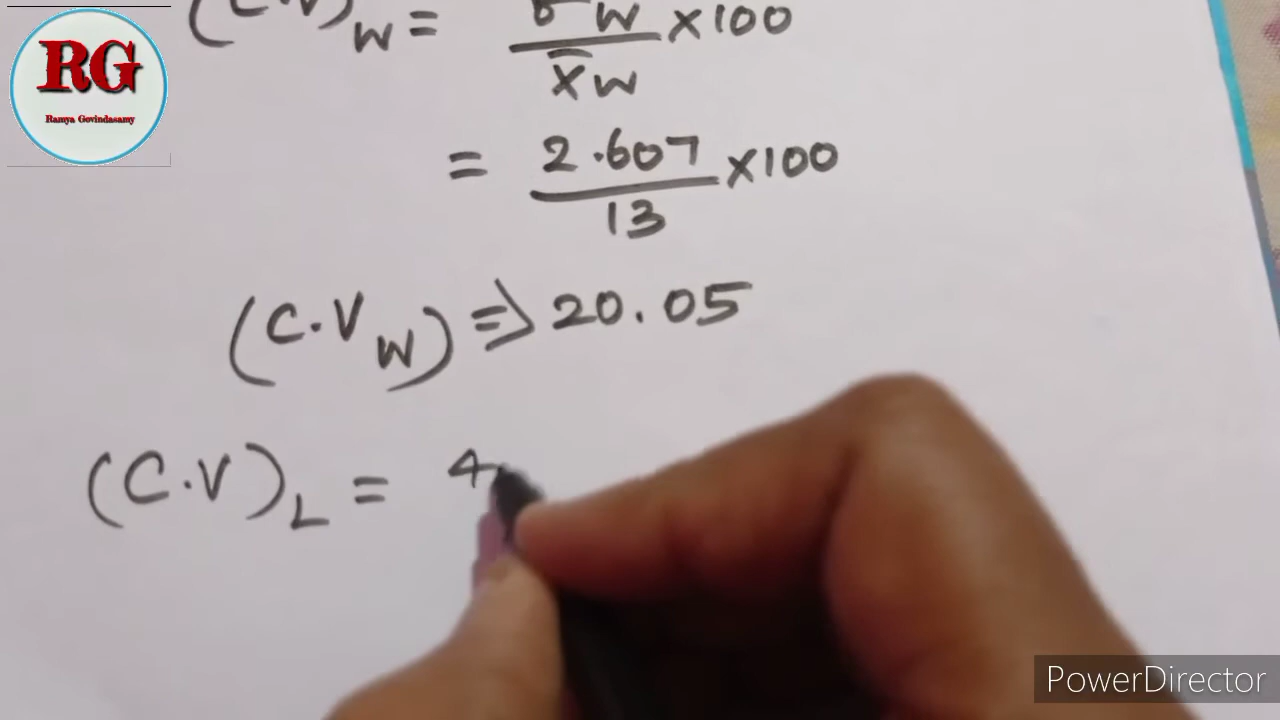 RG
Ramya Govindasamy
(C.V)W = σW/X̄W ×100
= 2.607/13 ×100
(C.VW) ⇒ 20.05
(C.V)L = 4
PowerDirector